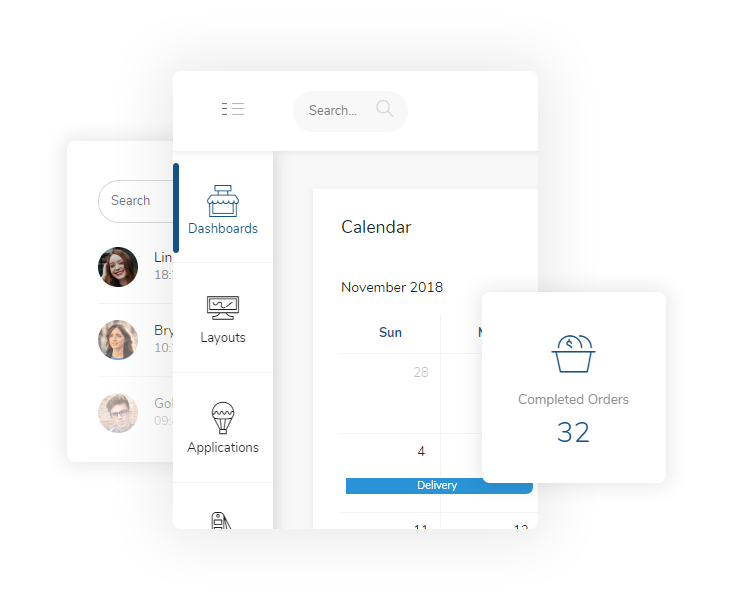 Search...
Search
Dashboards
Lin
18:
Bry
10:
Gol
09:
Layouts
Applications
Calendar
November 2018
Sun
28
4
Delivery
11
12
Completed Orders
32